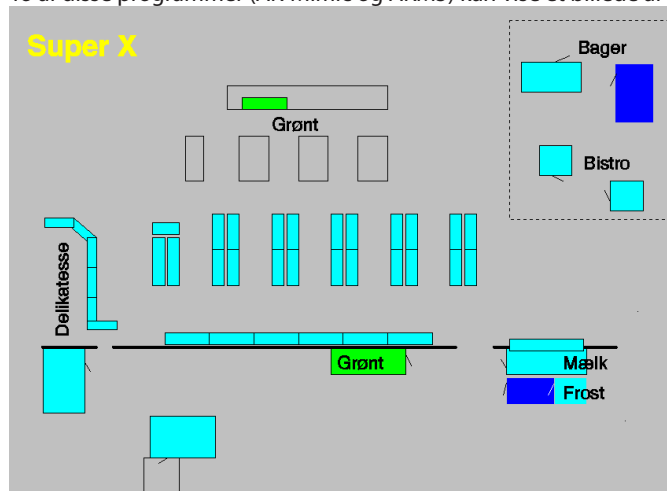 Super X
Bager
Grønt
Bistro
Delikatesse
Grønt
Mælk
Frost